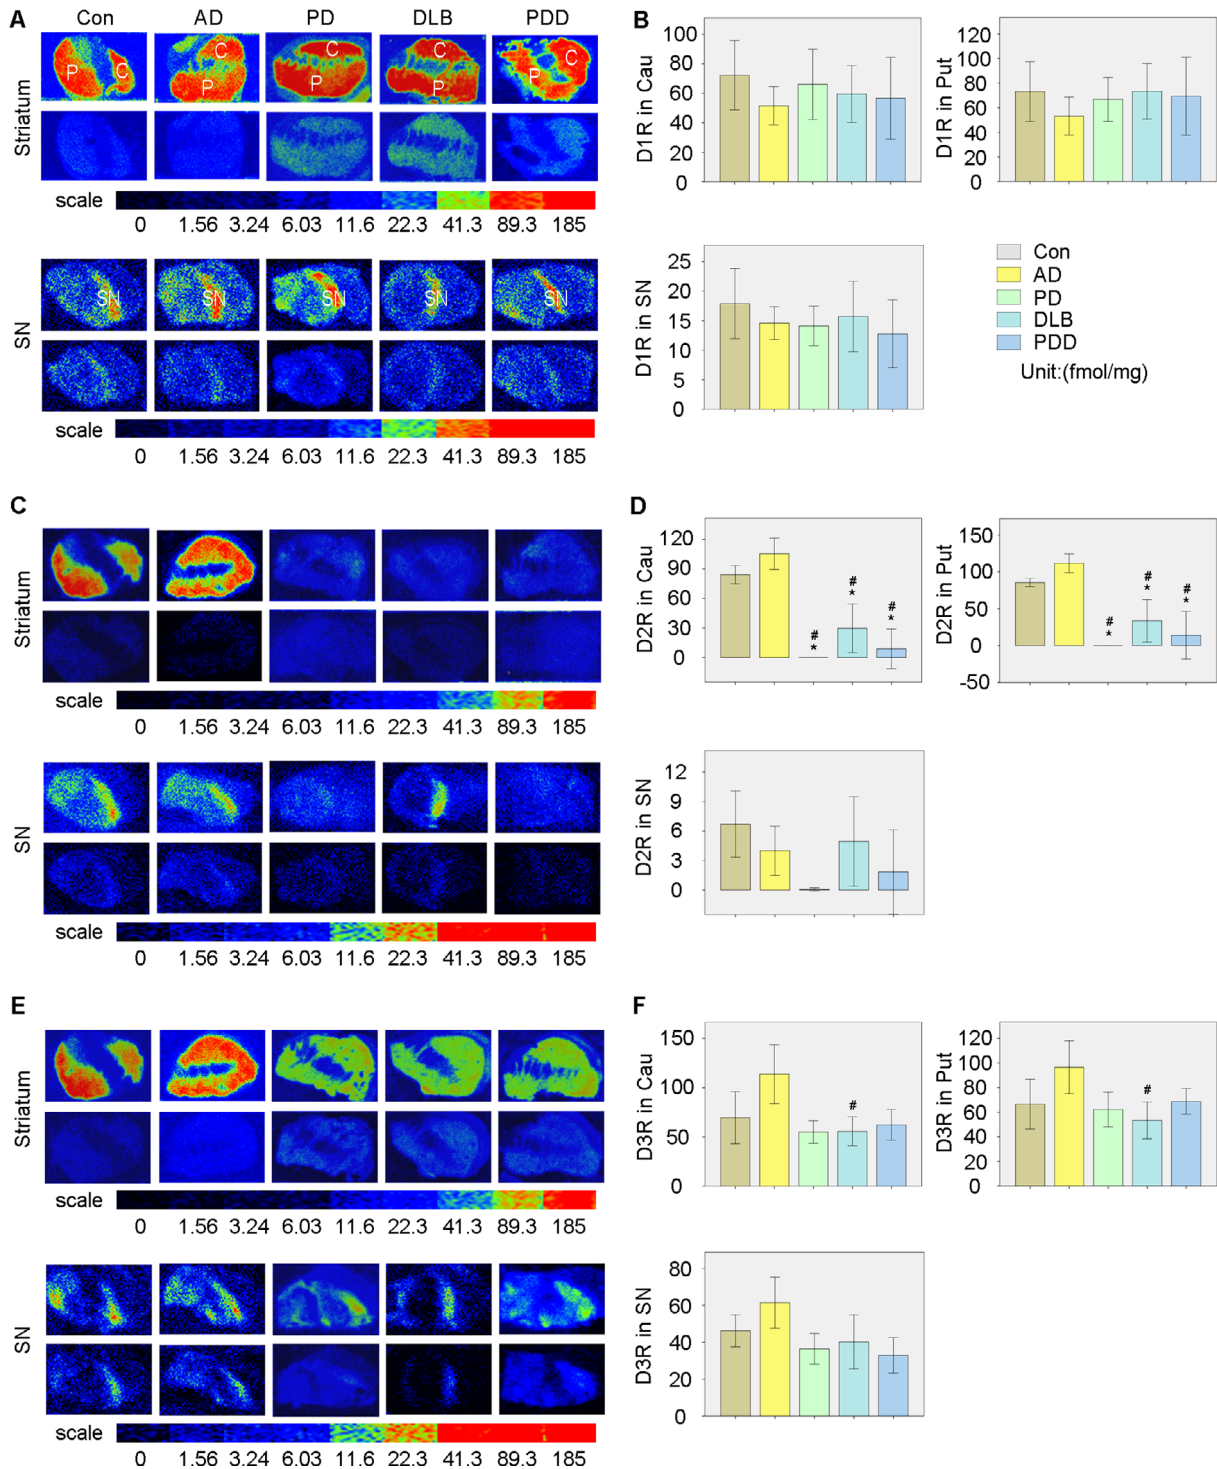 A
Con AD PD DLB PDD
Striatum
P C
C P
C P
C P
C P
scale
0 1.56 3.24 6.03 11.6 22.3 41.3 89.3 185
SN
SN SN SN SN SN
scale
0 1.56 3.24 6.03 11.6 22.3 41.3 89.3 185
B
D1R in Cau
100
80
60
40
20
0
D1R in Put
120
100
80
60
40
20
0
D1R in SN
25
20
15
10
5
0
Con
AD
PD
DLB
PDD
Unit:(fmol/mg)
C
Striatum
scale
0 1.56 3.24 6.03 11.6 22.3 41.3 89.3 185
SN
scale
0 1.56 3.24 6.03 11.6 22.3 41.3 89.3 185
D
D2R in Cau
120
90
60
30
0
# * # * # *
D2R in Put
150
100
50
0
-50
# * # * # *
D2R in SN
12
9
6
3
0
E
Striatum
scale
0 1.56 3.24 6.03 11.6 22.3 41.3 89.3 185
SN
scale
0 1.56 3.24 6.03 11.6 22.3 41.3 89.3 185
F
D3R in Cau
150
100
50
0
#
D3R in Put
120
100
80
60
40
20
0
#
D3R in SN
80
60
40
20
0